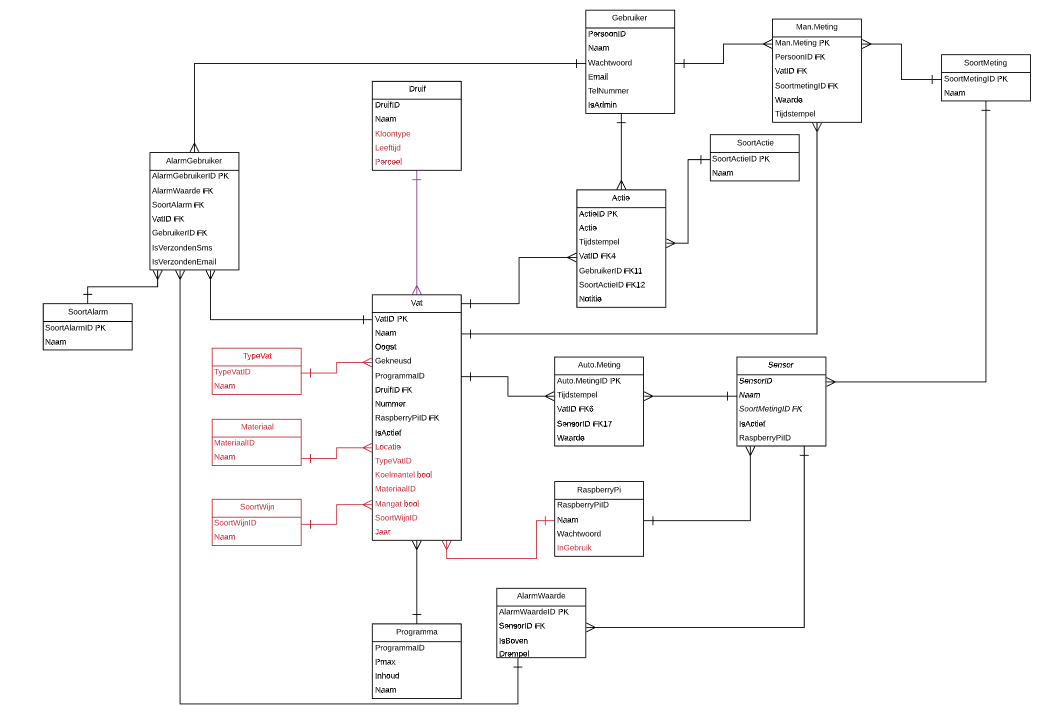 Gebruiker
PersoonID
Naam
Wachtwoord
Email
TelNummer
IsAdmin
Man.Meting
Man.Meting PK
PersoonID FK
VatID FK
SoortmetingID FK
Waarde
Tijdstempel
SoortMeting
SoortMetingID PK
Naam
Druif
DruifID
Naam
Kloontype
Leeftijd
Perceel
SoortActie
SoortActieID PK
Naam
AlarmGebruiker
AlarmGebruikerID PK
AlarmWaarde FK
SoortAlarm FK
VatID FK
GebruikerID FK
IsVerzondenSms
IsVerzondenEmail
Actie
ActieID PK
Actie
Tijdstempel
VatID FK4
GebruikerID FK11
SoortActieID FK12
Notitie
SoortAlarm
SoortAlarmID PK
Naam
Vat
VatID PK
Naam
Oogst
Gekneusd
ProgrammaID
DruifID FK
Nummer
RaspberryPiID FK
IsActief
Locatie
TypeVatID
Koelmantel bool
MateriaalID
Mangat bool
SoortWijnID
Jaar
TypeVat
TypeVatID
Naam
Auto.Meting
Auto.MetingID PK
Tijdstempel
VatID FK6
SensorID FK17
Waarde
Sensor
SensorID
Naam
SoortMetingID FK
IsActief
RaspberryPiID
Materiaal
MateriaalID
Naam
SoortWijn
SoortWijnID
Naam
RaspberryPi
RaspberryPiID
Naam
Wachtwoord
InGebruik
AlarmWaarde
AlarmWaardeID PK
SensorID FK
IsBoven
Drempel
Programma
ProgrammaID
Pmax
Inhoud
Naam